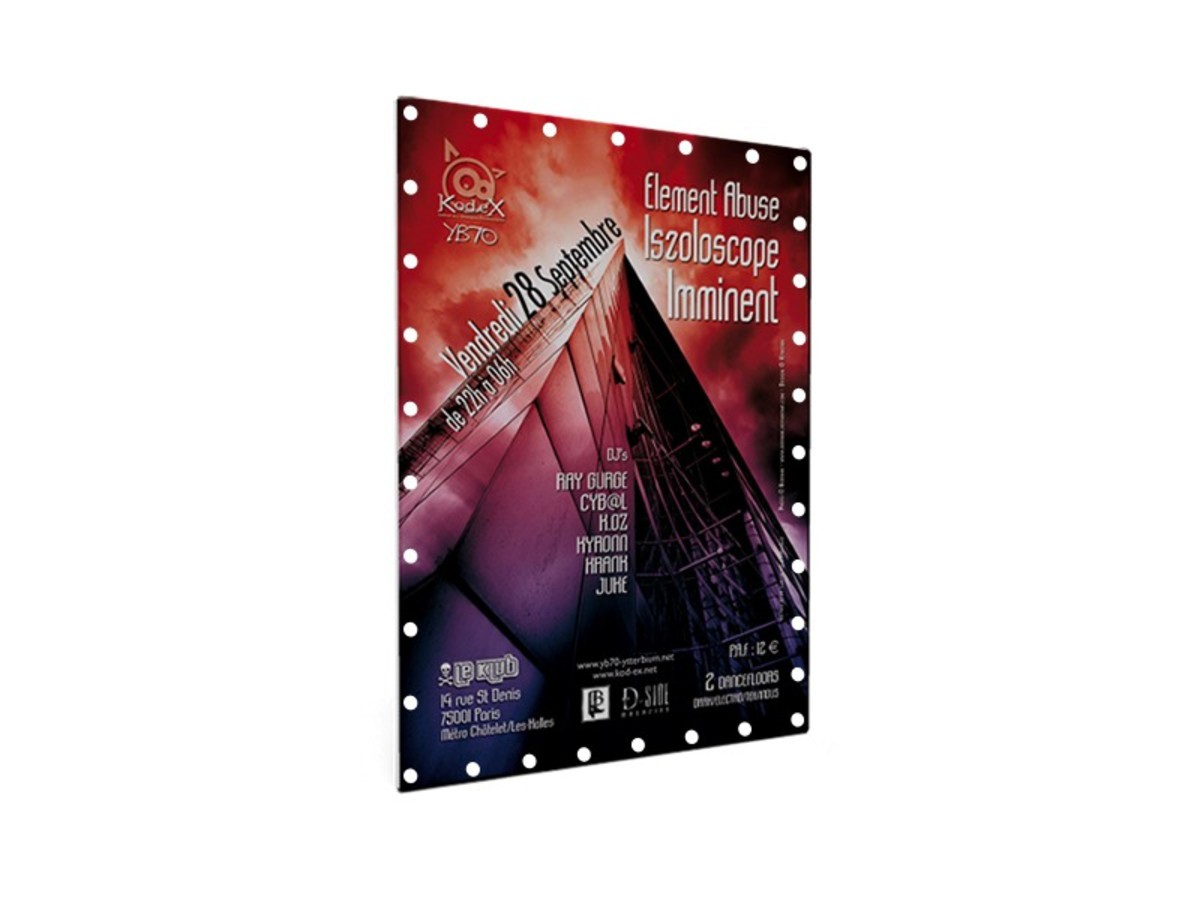 Kod.eX
YB70
Element Abuse
Iszoloscope
Imminent
Vendredi 28 Septembre
de 22h à 06h
DJ's
RAY GURGE
CYB@L
K.OZ
KYRONN
KRANK
JUKE
LE KLUB
14 rue St Denis
75001 Paris
Métro Châtelet/Les-Halles
www.yb70-ytterbium.net
www.kod-ex.net
D-SIDE
MAGAZINE
PAF : 12 €
2 DANCEFLOORS